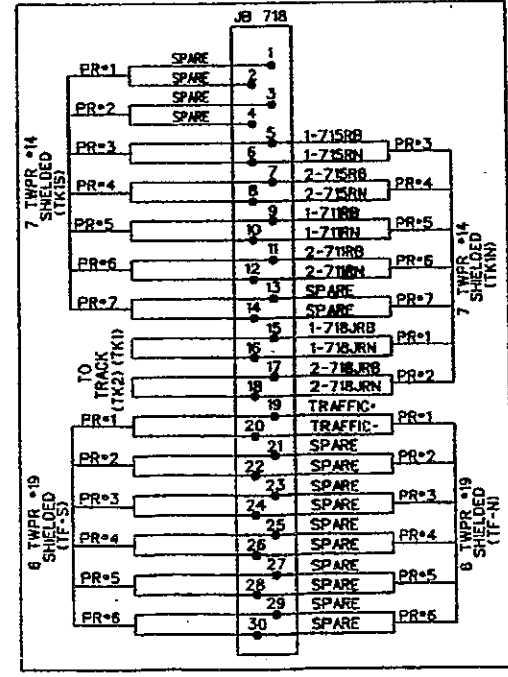 JB 718
SPARE 1
PR•1
SPARE 2
SPARE 3
PR•2
SPARE 4
5 1-715RB
PR•3 PR•3
6 1-715RN
7 2-715RB
PR•4 PR•4
8 2-715RN
9 1-711RB
PR•5 PR•5
10 1-711RN
11 2-711RB
PR•6 PR•6
12 2-711RN
13 SPARE
PR•7 PR•7
14 SPARE
15 1-718JRB
PR•1
16 1-718JRN
17 2-718JRB
PR•2
18 2-718JRN
19 TRAFFIC+
PR•1 PR•1
20 TRAFFIC-
21 SPARE
PR•2 PR•2
22 SPARE
23 SPARE
PR•3 PR•3
24 SPARE
25 SPARE
PR•4 PR•4
26 SPARE
27 SPARE
PR•5 PR•5
28 SPARE
29 SPARE
PR•6 PR•6
30 SPARE
7 TWPR •14
SHIELDED
(TK1S)
TO
TRACK (TK1)
(TK2)
6 TWPR •19
SHIELDED
(TF-S)
7 TWPR •14
SHIELDED
(TK1N)
6 TWPR •19
SHIELDED
(TF-N)